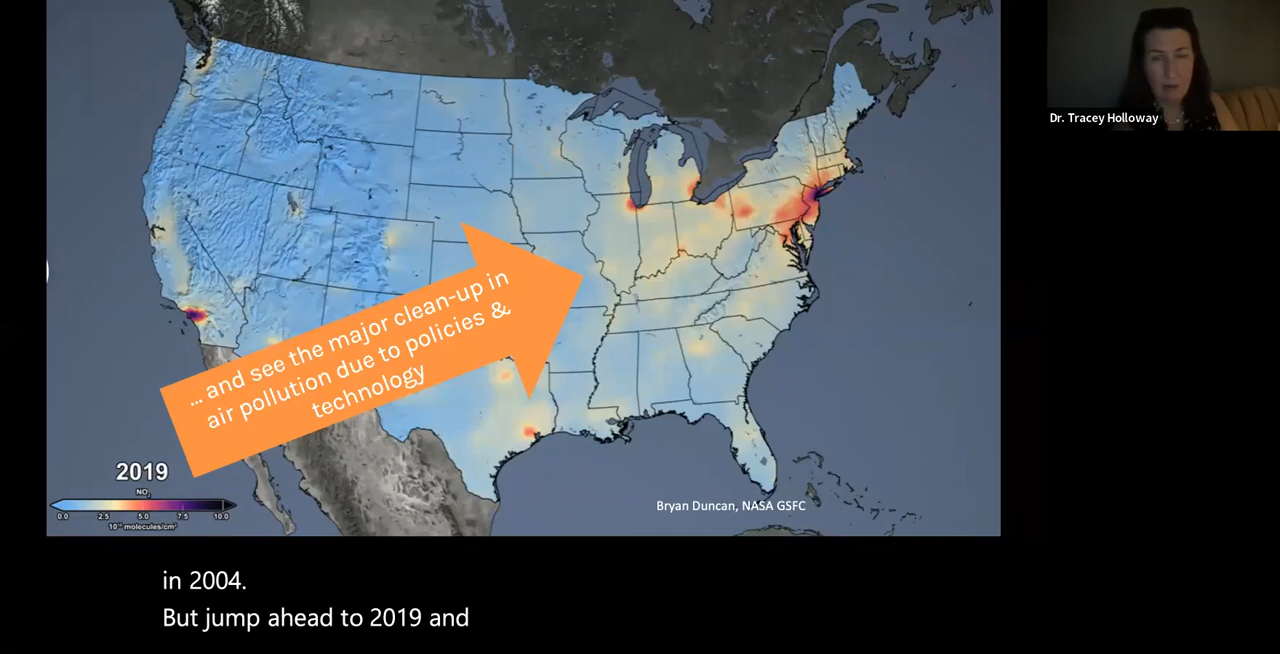 Dr. Tracey Holloway
... and see the major clean-up in
air pollution due to policies &
technology
2019
NO₂
0.0 2.5 5.0 7.5 10.0
10¹⁵ molecules/cm²
Bryan Duncan, NASA GSFC
in 2004.
But jump ahead to 2019 and